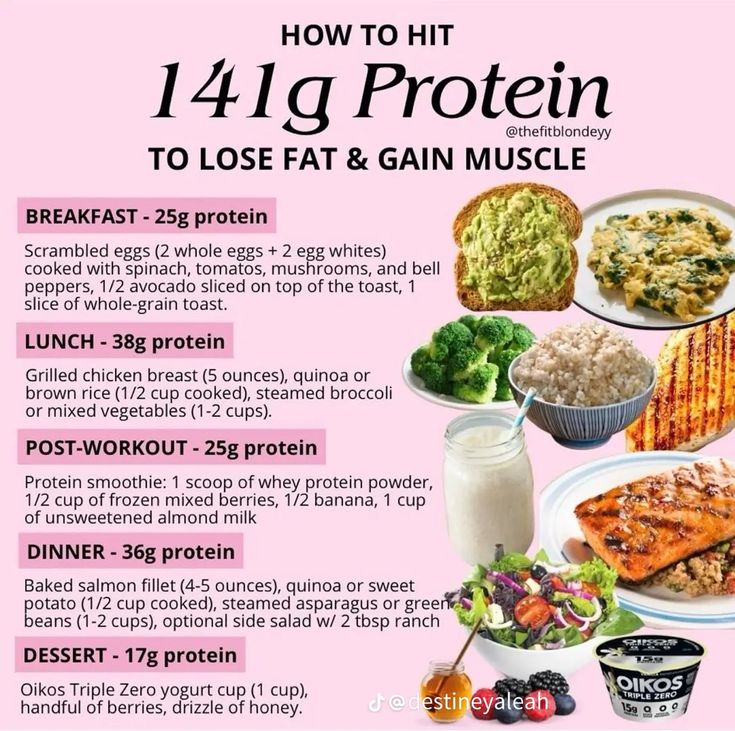 HOW TO HIT
141g Protein
@thefitblondeyy
TO LOSE FAT & GAIN MUSCLE
BREAKFAST - 25g protein
Scrambled eggs (2 whole eggs + 2 egg whites)
cooked with spinach, tomatos, mushrooms, and bell
peppers, 1/2 avocado sliced on top of the toast, 1
slice of whole-grain toast.
LUNCH - 38g protein
Grilled chicken breast (5 ounces), quinoa or
brown rice (1/2 cup cooked), steamed broccoli
or mixed vegetables (1-2 cups).
POST-WORKOUT - 25g protein
Protein smoothie: 1 scoop of whey protein powder,
1/2 cup of frozen mixed berries, 1/2 banana, 1 cup
of unsweetened almond milk
DINNER - 36g protein
Baked salmon fillet (4-5 ounces), quinoa or sweet
potato (1/2 cup cooked), steamed asparagus or green
beans (1-2 cups), optional side salad w/ 2 tbsp ranch
DESSERT - 17g protein
Oikos Triple Zero yogurt cup (1 cup),
handful of berries, drizzle of honey.
OIKOS
15g
OIKOS
TRIPLE ZERO
15g 0 0 0
@destineyaleah